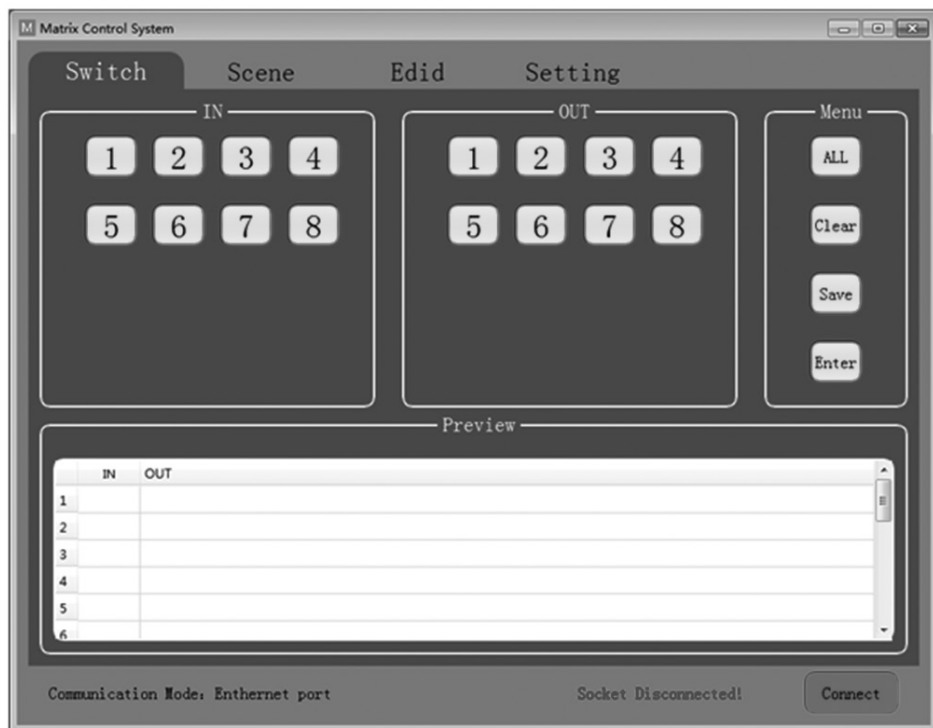 M Matrix Control System
Switch Scene Edid Setting
IN OUT Menu
1 2 3 4 1 2 3 4 ALL
5 6 7 8 5 6 7 8 Clear
Save
Enter
Preview
IN OUT
1
2
3
4
5
6
Communication Mode: Enthernet port Socket Disconnected! Connect